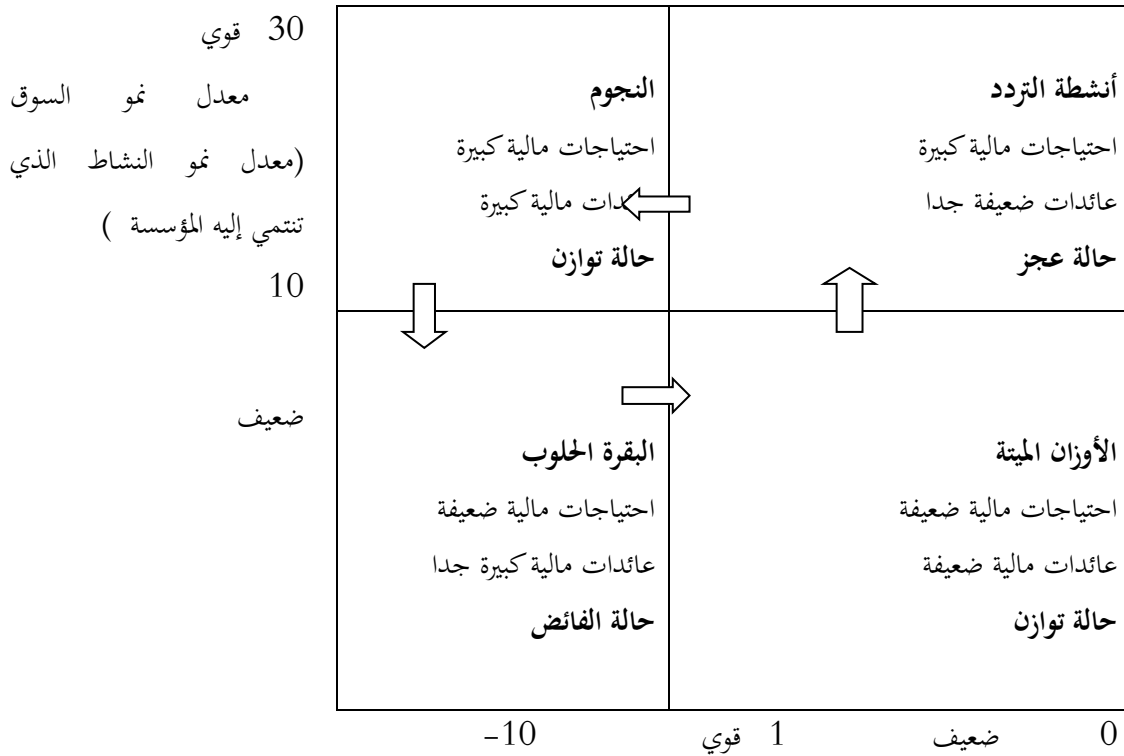 30 قوي
معدل نمو السوق
(معدل نمو النشاط الذي
تنتمي إليه المؤسسة )
10
ضعيف
أنشطة التردد
احتياجات مالية كبيرة
عائدات ضعيفة جدا
حالة عجز
النجوم
احتياجات مالية كبيرة
مالية كبيرة
حالة توازن
الأوزان الميتة
احتياجات مالية ضعيفة
عائدات مالية ضعيفة
حالة توازن
البقرة الحلوب
احتياجات مالية ضعيفة
عائدات مالية كبيرة جدا
حالة الفائض
0 ضعيف 1 قوي 10-